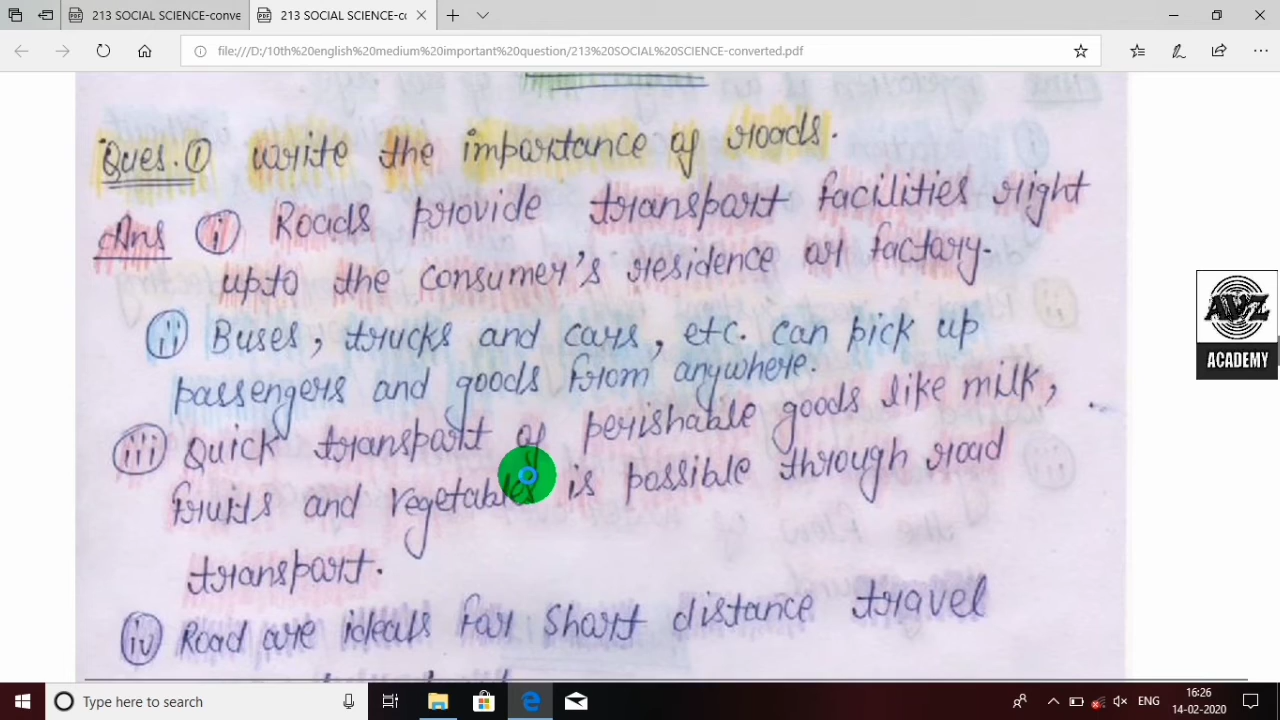 213 SOCIAL SCIENCE-conve
213 SOCIAL SCIENCE-co
file:///D:/10th%20english%20medium%20important%20question/213%20SOCIAL%20SCIENCE-converted.pdf
Ques.① write the importance of roads.
Ans (i) Roads provide transport facilities right
upto the consumer's residence or factory.
(ii) Buses, trucks and cars, etc. can pick up
passengers and goods from anywhere.
(iii) Quick transport of perishable goods like milk,
fruits and vegetables is possible through road
transport.
(iv) Road are ideals for short distance travel
AVZ
ACADEMY
Type here to search
ENG
16:26
14-02-2020